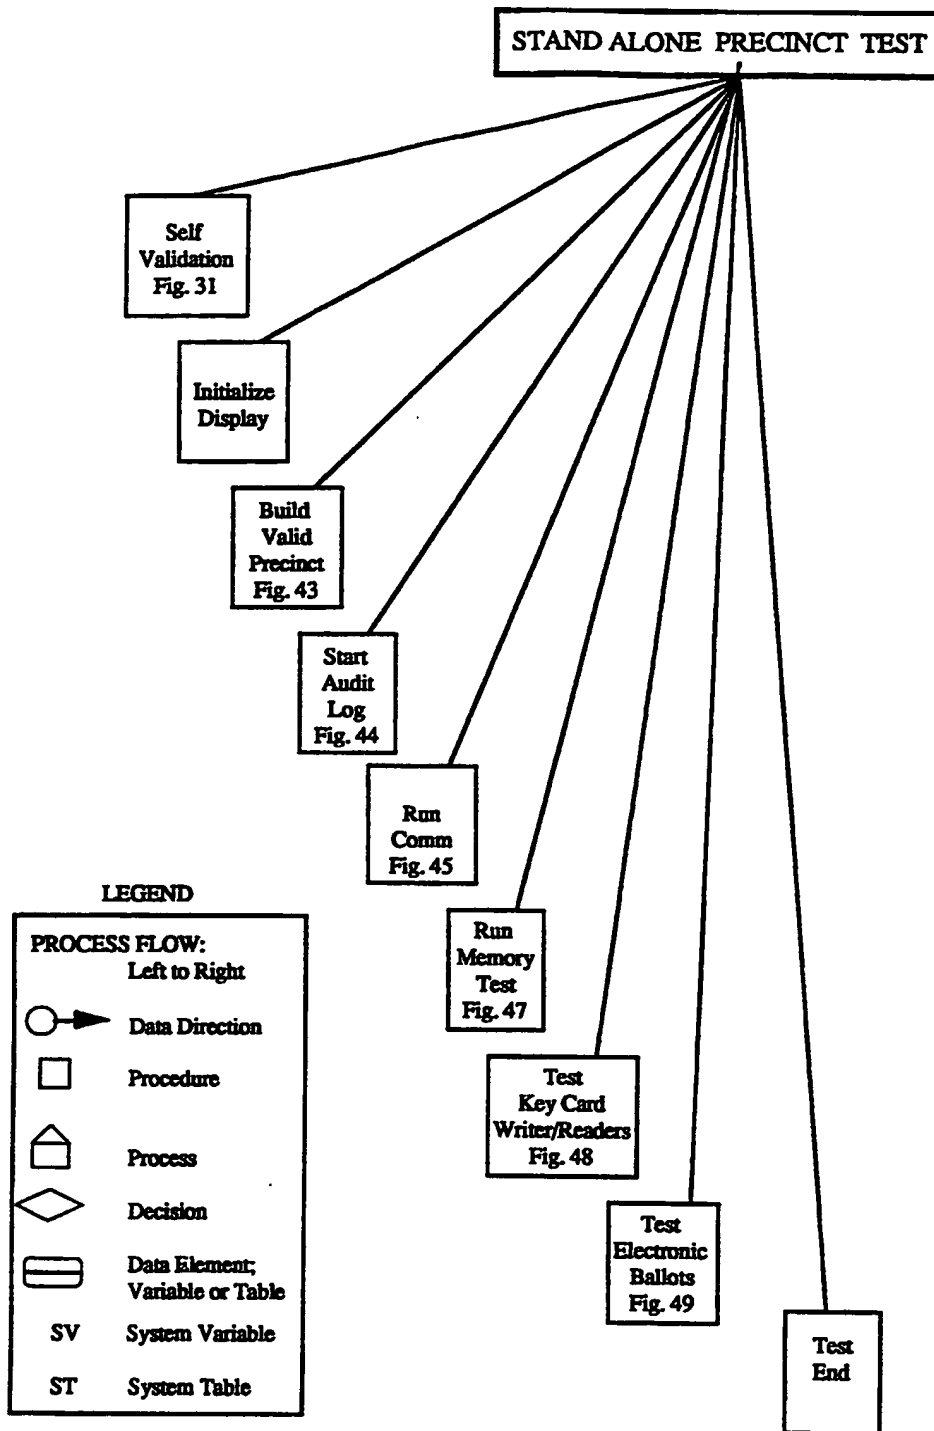 STAND ALONE PRECINCT TEST
Self
Validation
Fig. 31
Initialize
Display
Build
Valid
Precinct
Fig. 43
Start
Audit
Log
Fig. 44
Run
Comm
Fig. 45
Run
Memory
Test
Fig. 47
Test
Key Card
Writer/Readers
Fig. 48
Test
Electronic
Ballots
Fig. 49
Test
End
LEGEND
PROCESS FLOW:
Left to Right
Data Direction
Procedure
Process
Decision
Data Element;
Variable or Table
SV System Variable
ST System Table